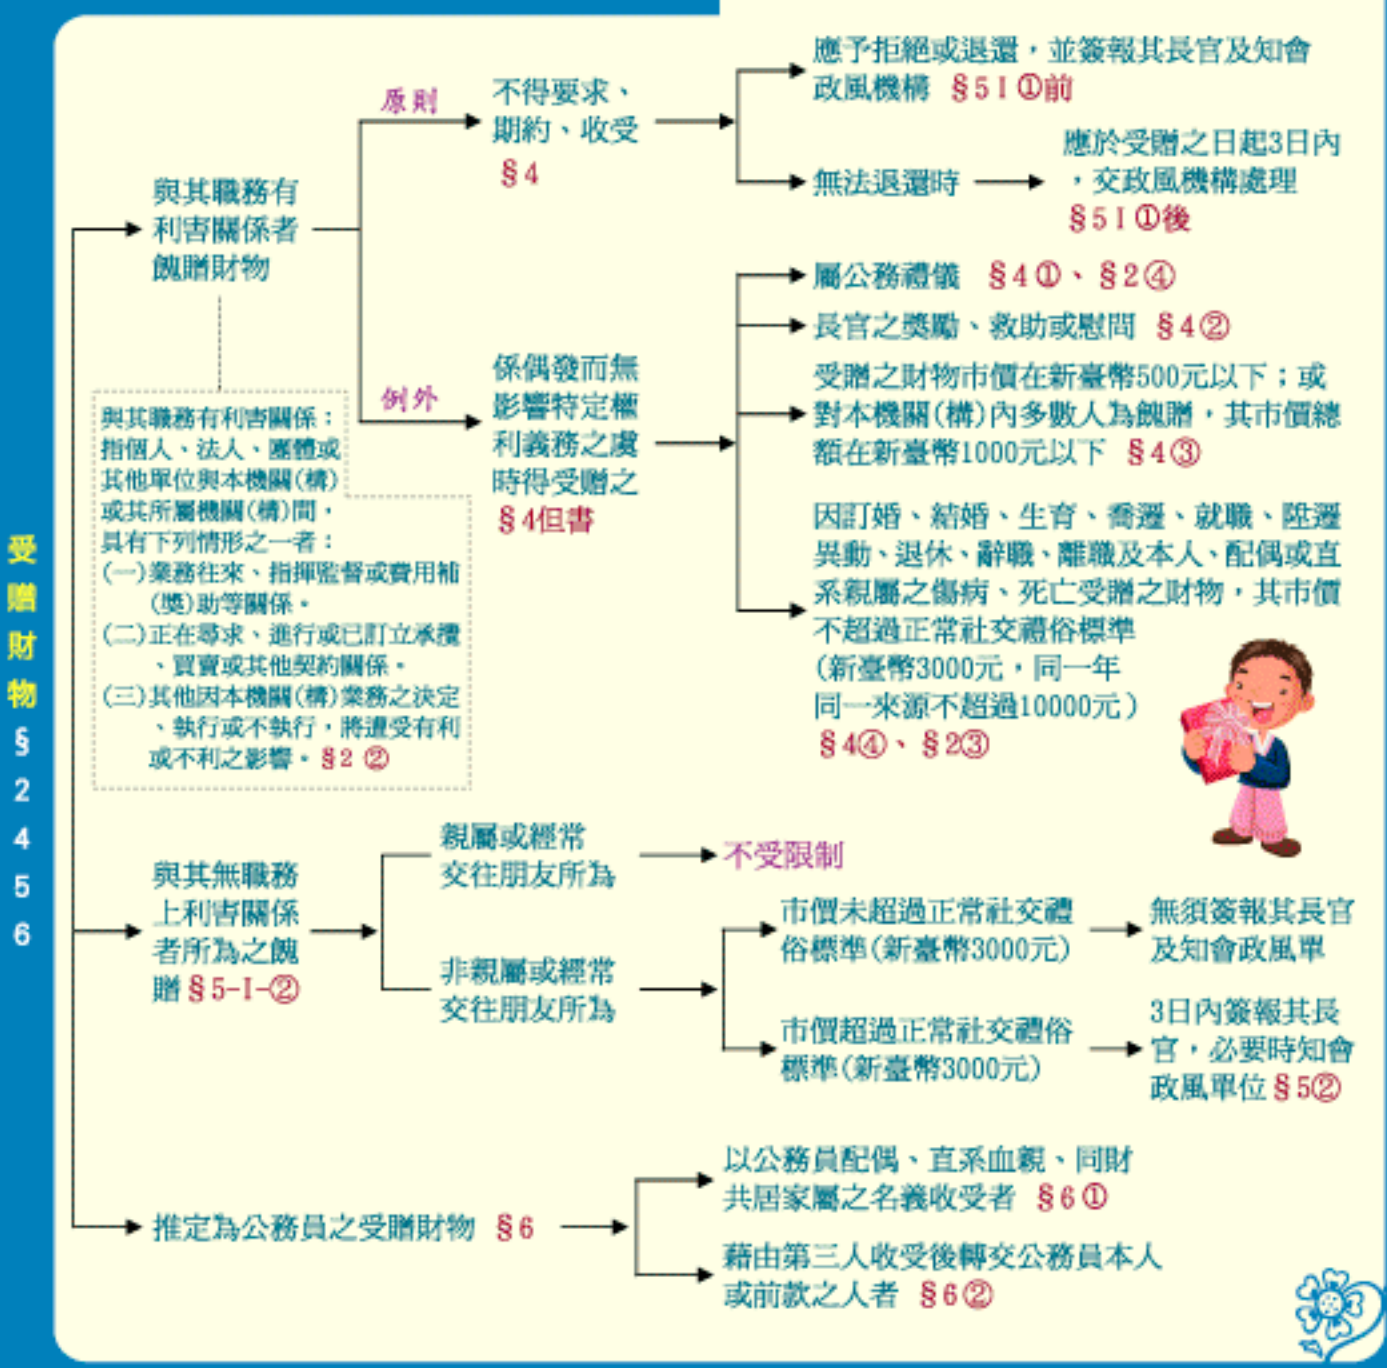 受贈財物§2456
與其職務有
利害關係者
餽贈財物
原則
不得要求、
期約、收受
§4
應予拒絕或退還，並簽報其長官及知會
政風機構 §5I①前
無法退還時
應於受贈之日起3日內
，交政風機構處理
§5I①後
例外
係偶發而無
影響特定權
利義務之虞
時得受贈之
§4但書
屬公務禮儀 §4①、§2④
長官之獎勵、救助或慰問 §4②
受贈之財物市價在新臺幣500元以下；或
對本機關(構)內多數人為餽贈，其市價總
額在新臺幣1000元以下 §4③
因訂婚、結婚、生育、喬遷、就職、陞遷
異動、退休、辭職、離職及本人、配偶或直
系親屬之傷病、死亡受贈之財物，其市價
不超過正常社交禮俗標準
(新臺幣3000元，同一年
同一來源不超過10000元)
§4④、§2③
與其職務有利害關係：
指個人、法人、團體或
其他單位與本機關(構)
或其所屬機關(構)間，
具有下列情形之一者：
(一)業務往來、指揮監督或費用補
(獎)助等關係。
(二)正在尋求、進行或已訂立承攬
、買賣或其他契約關係。
(三)其他因本機關(構)業務之決定
、執行或不執行，將遭受有利
或不利之影響。§2 ②
與其無職務
上利害關係
者所為之餽
贈§5-I-②
親屬或經常
交往朋友所為
不受限制
非親屬或經常
交往朋友所為
市價未超過正常社交禮
俗標準(新臺幣3000元)
無須簽報其長官
及知會政風單
市價超過正常社交禮俗
標準(新臺幣3000元)
3日內簽報其長
官，必要時知會
政風單位§5②
推定為公務員之受贈財物 §6
以公務員配偶、直系血親、同財
共居家屬之名義收受者 §6①
藉由第三人收受後轉交公務員本人
或前款之人者 §6②